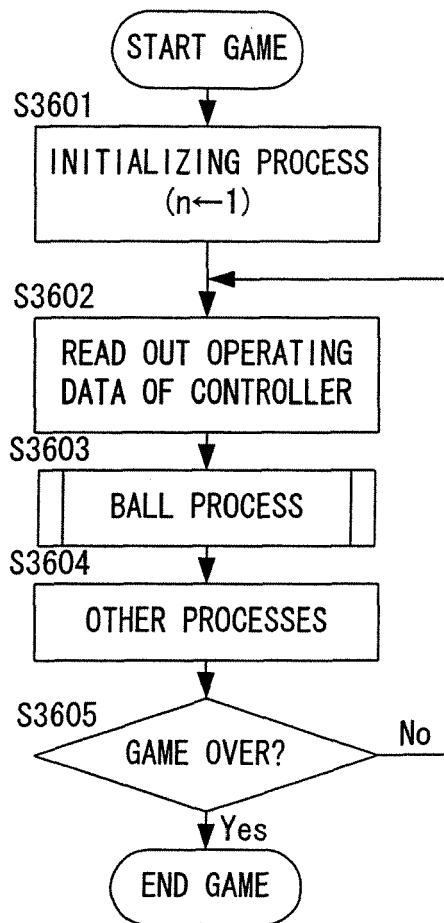 START GAME
S3601
INITIALIZING PROCESS
(n←1)
S3602
READ OUT OPERATING
DATA OF CONTROLLER
S3603
BALL PROCESS
S3604
OTHER PROCESSES
S3605
GAME OVER?
No
Yes
END GAME